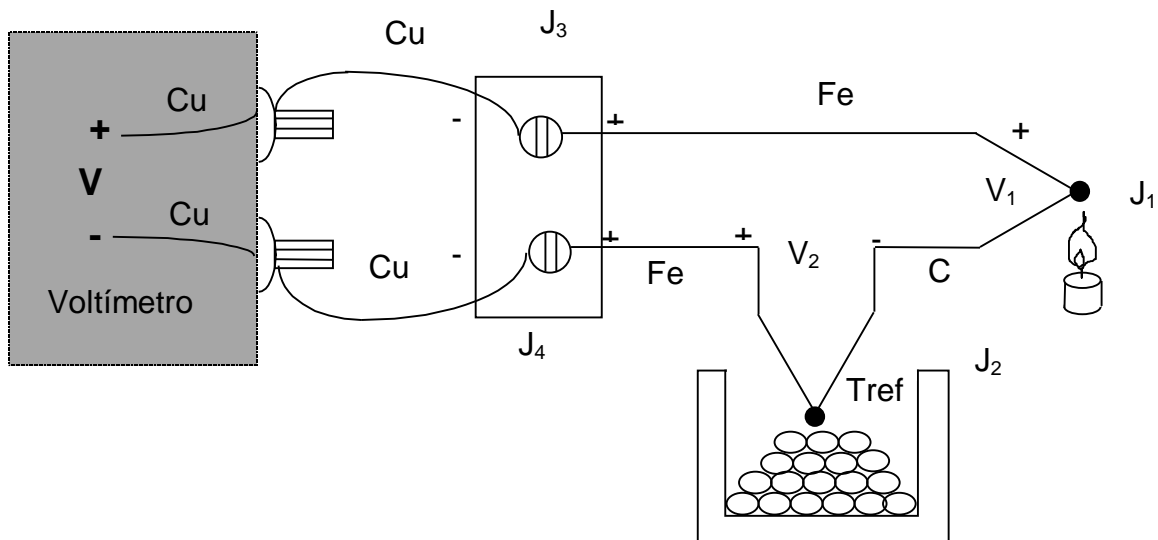 Cu
J₃
Cu
Fe
+
-
+
+
V
V₁
J₁
Cu
-
-
+
+
V₂
-
Cu
Fe
C
Voltímetro
J₄
J₂
Tref